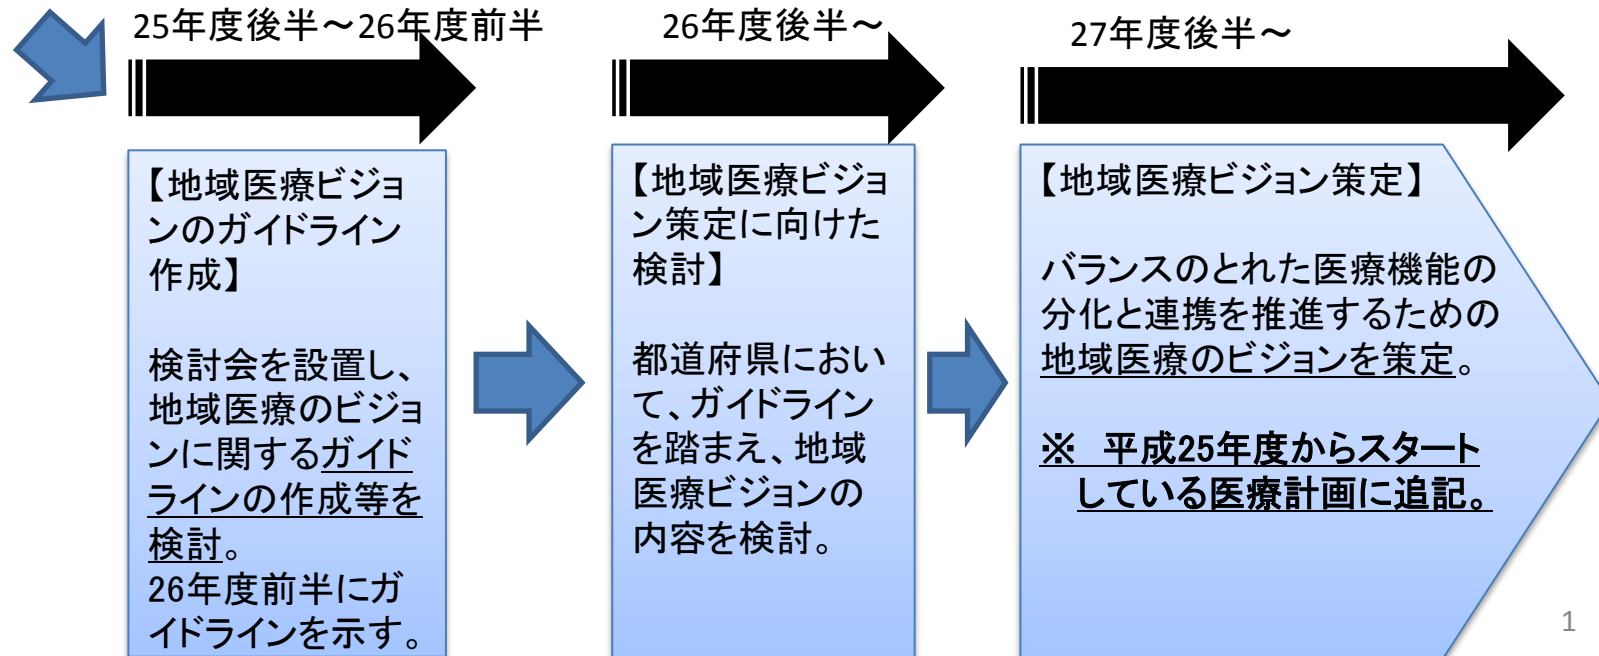 25年度後半～26年度前半
26年度後半～
27年度後半～
【地域医療ビジョ
ンのガイドライン
作成】
検討会を設置し、
地域医療のビジョ
ンに関するガイド
ラインの作成等を
検討。
26年度前半にガ
イドラインを示す。
【地域医療ビジョ
ン策定に向けた
検討】
都道府県におい
て、ガイドライン
を踏まえ、地域
医療ビジョンの
内容を検討。
【地域医療ビジョン策定】
バランスのとれた医療機能の
分化と連携を推進するための
地域医療のビジョンを策定。
※　平成25年度からスタート
している医療計画に追記。
1